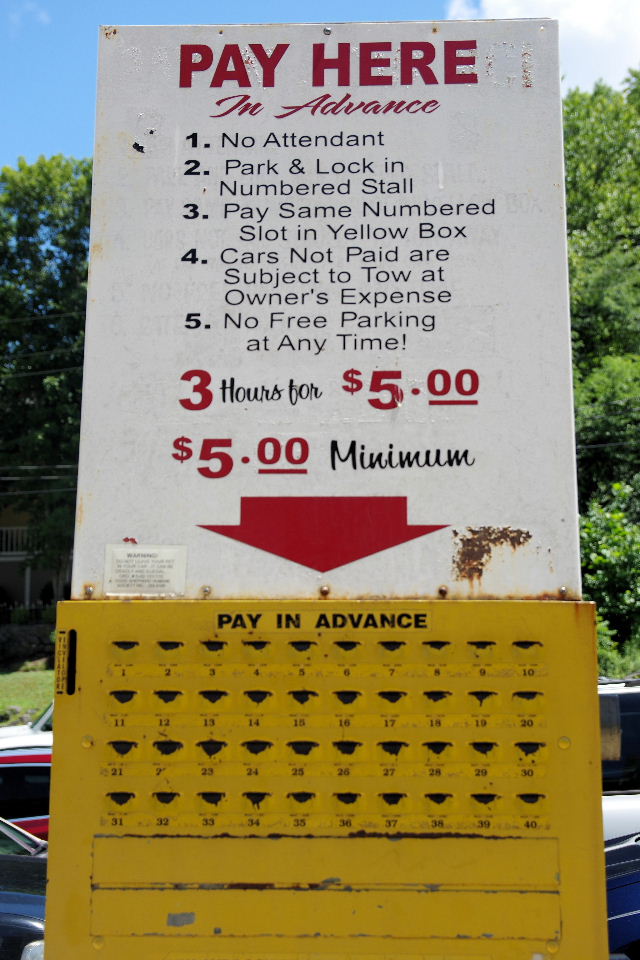 PAY HERE
In Advance
1. No Attendant
2. Park & Lock in
Numbered Stall
3. Pay Same Numbered
Slot in Yellow Box
4. Cars Not Paid are
Subject to Tow at
Owner's Expense
5. No Free Parking
at Any Time!
3 Hours for $5.00
$5.00 Minimum
WARNING!
PAY IN ADVANCE
VIOLATOR
ENVELOPE
1 2 3 4 5 6 7 8 9 10
11 12 13 14 15 16 17 18 19 20
21 22 23 24 25 26 27 28 29 30
31 32 33 34 35 36 37 38 39 40